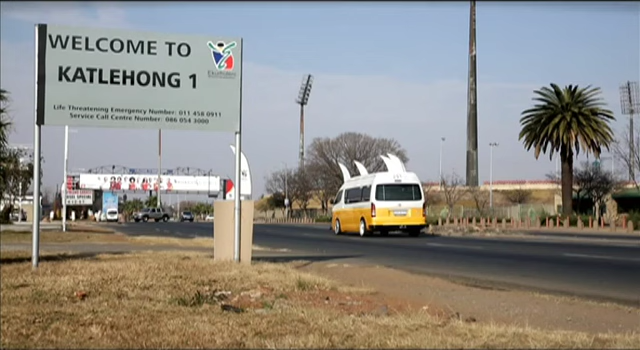 WELCOME TO
KATLEHONG 1
Life Threatening Emergency Number: 011 458 0911
Service Call Centre Number: 086 054 3000